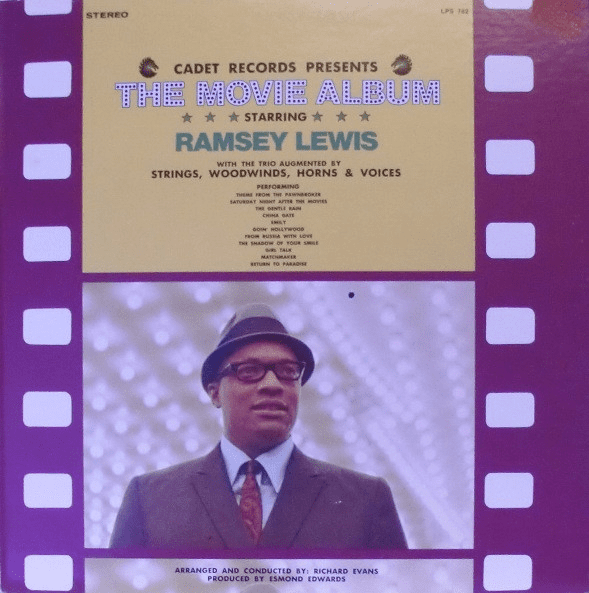 STEREO
LPS 782
CADET RECORDS PRESENTS
THE MOVIE ALBUM
STARRING
RAMSEY LEWIS
WITH THE TRIO AUGMENTED BY
STRINGS, WOODWINDS, HORNS & VOICES
PERFORMING
THEME FROM THE PAWNBROKER
SATURDAY NIGHT AFTER THE MOVIES
THE GENTLE RAIN
CHINA GATE
EMILY
GOIN' HOLLYWOOD
FROM RUSSIA WITH LOVE
THE SHADOW OF YOUR SMILE
GIRL TALK
MATCHMAKER
RETURN TO PARADISE
ARRANGED AND CONDUCTED BY: RICHARD EVANS
PRODUCED BY ESMOND EDWARDS